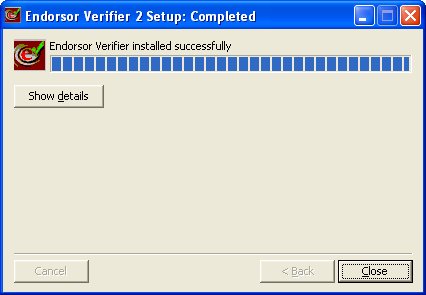 Endorsor Verifier 2 Setup: Completed
Endorsor Verifier installed successfully
Show details
Cancel
< Back
Close